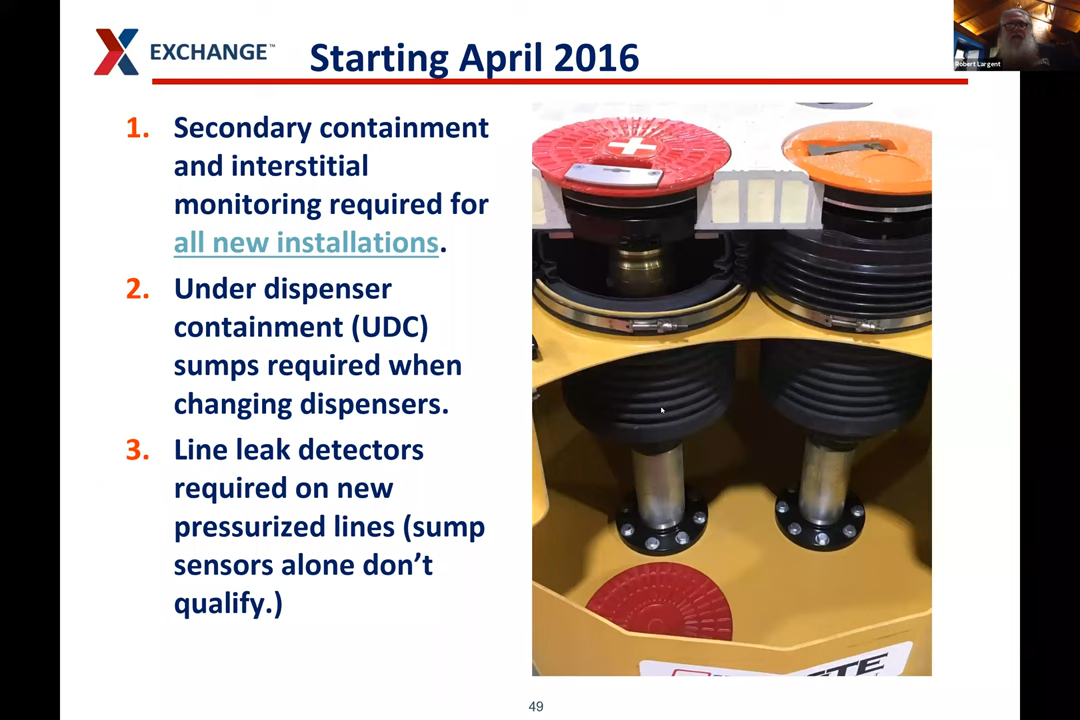 EXCHANGE™
Starting April 2016
Robert Largent
1. Secondary containment
and interstitial
monitoring required for
all new installations.
2. Under dispenser
containment (UDC)
sumps required when
changing dispensers.
3. Line leak detectors
required on new
pressurized lines (sump
sensors alone don’t
qualify.)
49